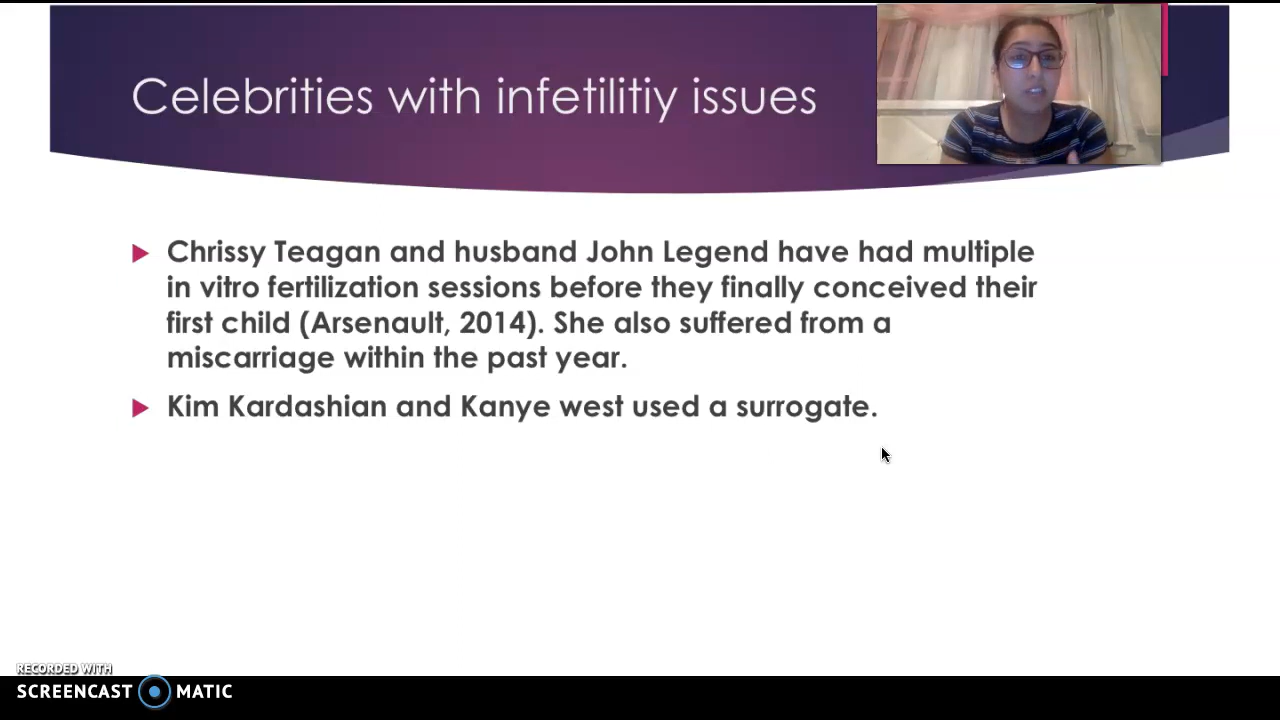 Celebrities with infetilitiy issues
Chrissy Teagan and husband John Legend have had multiple
in vitro fertilization sessions before they finally conceived their
first child (Arsenault, 2014). She also suffered from a
miscarriage within the past year.
Kim Kardashian and Kanye west used a surrogate.
RECORDED WITH
SCREENCAST MATIC